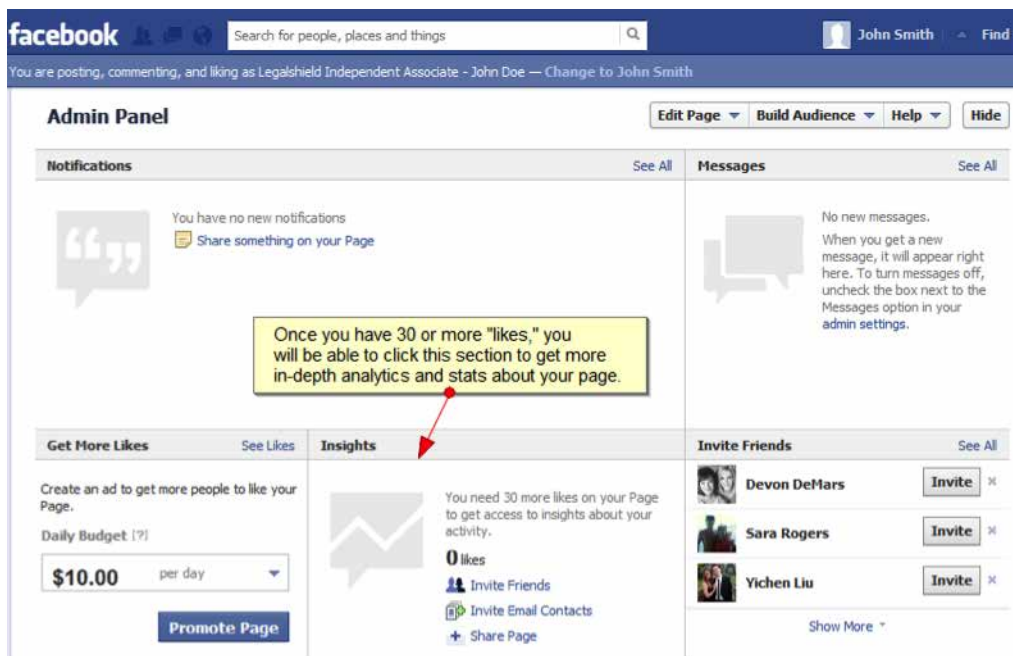 facebook
Search for people, places and things
John Smith
Find
You are posting, commenting, and liking as Legalshield Independent Associate - John Doe — Change to John Smith
Admin Panel
Edit Page
Build Audience
Help
Hide
Notifications
See All
You have no new notifications
Share something on your Page
Messages
See All
No new messages.
When you get a new
message, it will appear right
here. To turn messages off,
uncheck the box next to the
Messages option in your
admin settings.
Once you have 30 or more "likes," you
will be able to click this section to get more
in-depth analytics and stats about your page.
Get More Likes
See Likes
Create an ad to get more people to like your
Page.
Daily Budget [?]
$10.00 per day
Promote Page
Insights
You need 30 more likes on your Page
to get access to insights about your
activity.
0 likes
Invite Friends
Invite Email Contacts
Share Page
Invite Friends
See All
Devon DeMars
Invite
Sara Rogers
Invite
Yichen Liu
Invite
Show More